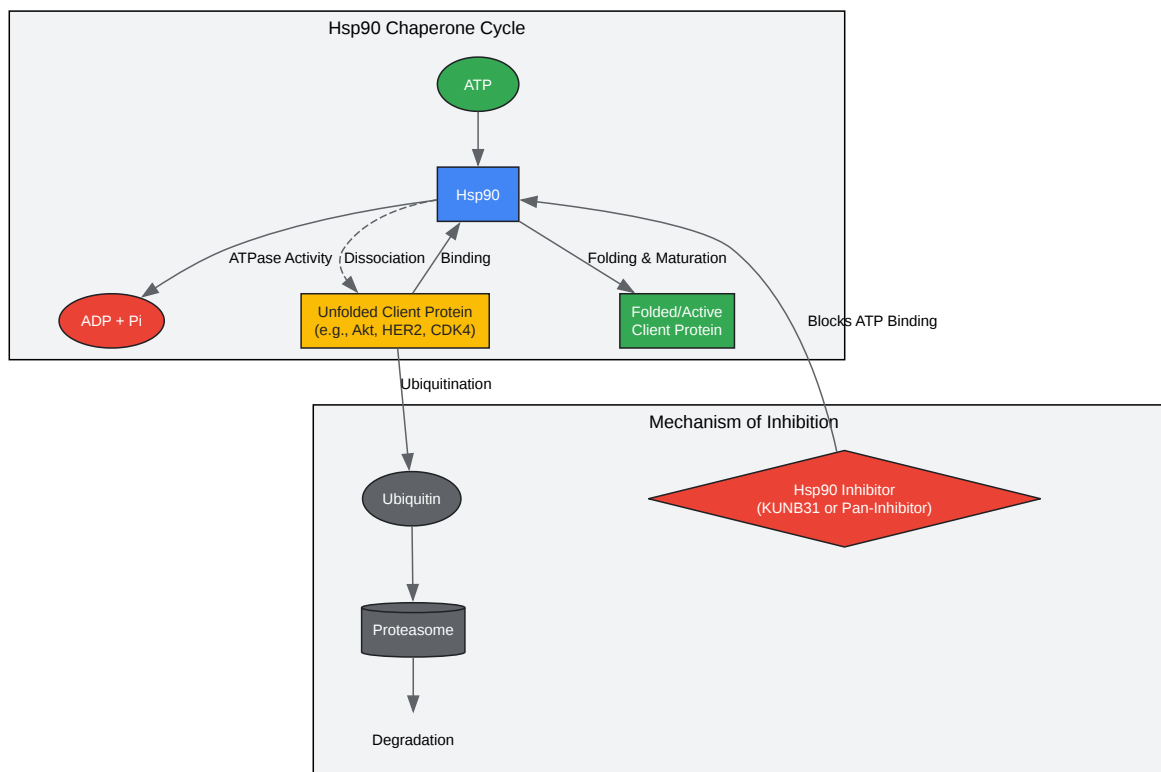 Hsp90 Chaperone Cycle
ATP
Hsp90
ATPase Activity
Dissociation
Binding
Folding & Maturation
ADP + Pi
Unfolded Client Protein
(e.g., Akt, HER2, CDK4)
Folded/Active
Client Protein
Blocks ATP Binding
Ubiquitination
Mechanism of Inhibition
Ubiquitin
Hsp90 Inhibitor
(KUNB31 or Pan-Inhibitor)
Proteasome
Degradation